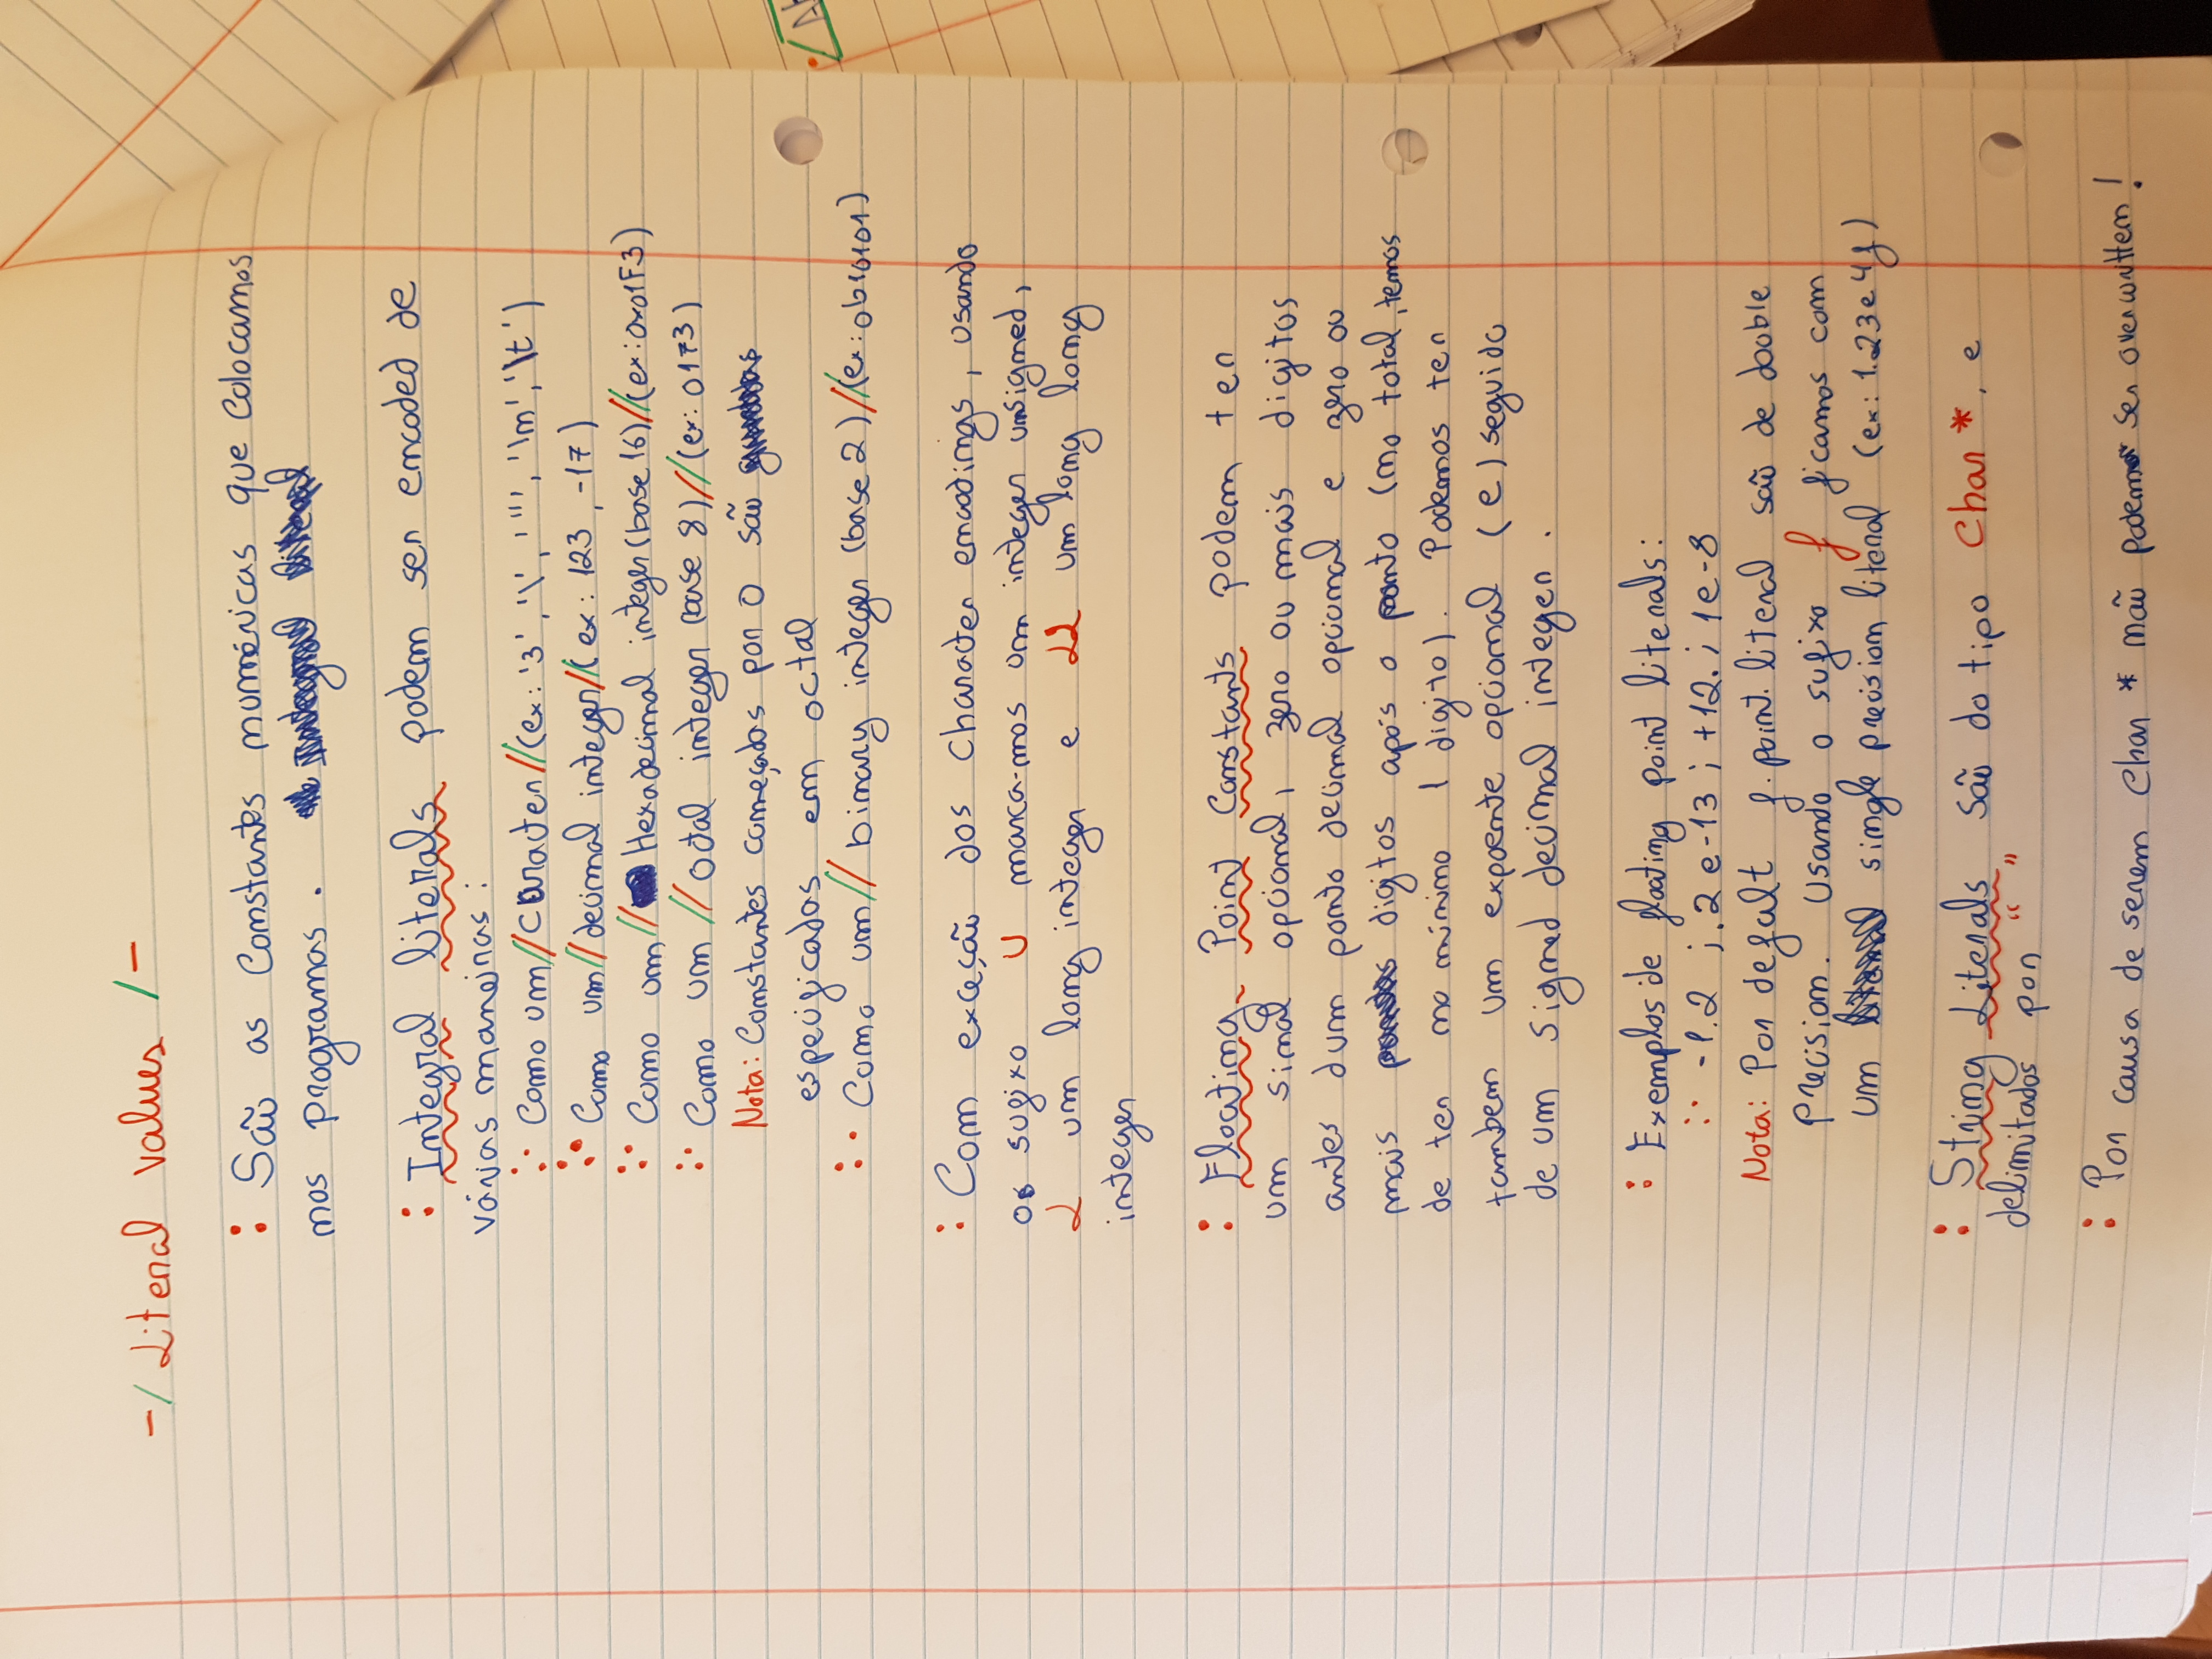 -/ Literal values /-
: São as Constantes numéricas que colocamos
nos programas.
: Integral literals podem ser encoded de
várias maneiras:
:· Como um//caracter//(ex: '3', '\', '"', '\n', '\t')
:· Como um//decimal integer//(ex: 123, -17)
:· Como um// Hexadecimal integer (base 16)//(ex: 0x01F3)
:· Como um // octal integer (base 8)//(ex: 0173)
Nota: Constantes começadas por 0 são
especificadas em octal
:· Como um// binary integer (base 2)//(ex: 0b10101)
: Com exceção dos character encodings, usando
os sufixo U marca-mos um integer unsigned,
L um long integer e LL um long long
integer
: Floating Point Constants podem ter
um sinal opcional, zero ou mais digitos
antes dum ponto decimal opcional e zero ou
mais digitos após o ponto (no total, temos
de ter no mínimo 1 digito). Podemos ter
tambem um expoente opcional (e) seguido
de um signed decimal integer.
: Exemplos de floating point literals:
:· -1.2 ; .2e-13 ; +12. ; 1e-8
Nota: Por defalt f. point. literal são de double
precision. Usando o sufixo f ficamos com
um single precision literal (ex: 1.23e4f)
: String Literals são do tipo Char *, e
delimitados por “ ”
: Por causa de serem Char * não podem ser overwrittem!